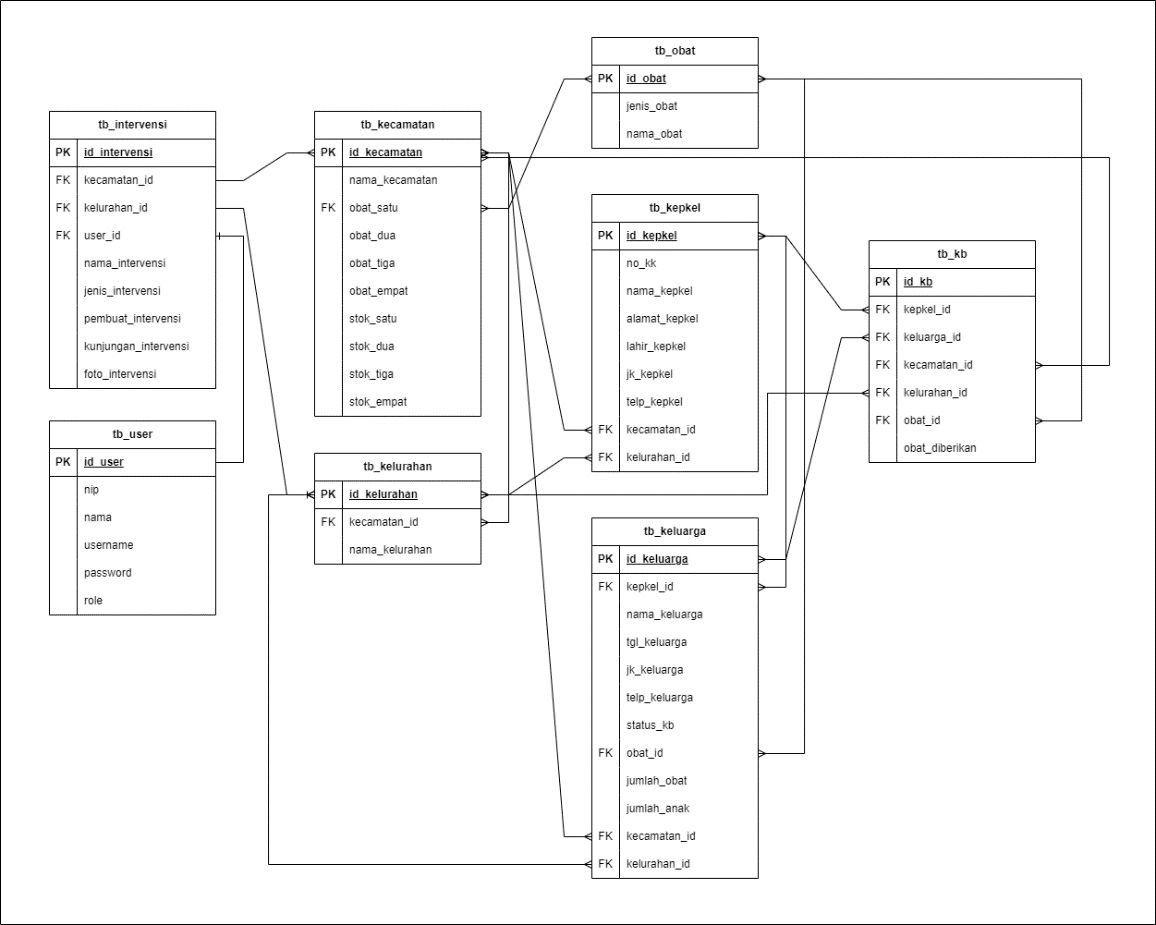 tb_intervensi
PK id_intervensi
FK kecamatan_id
FK kelurahan_id
FK user_id
nama_intervensi
jenis_intervensi
pembuat_intervensi
kunjungan_intervensi
foto_intervensi
tb_user
PK id_user
nip
nama
username
password
role
tb_kecamatan
PK id_kecamatan
nama_kecamatan
FK obat_satu
obat_dua
obat_tiga
obat_empat
stok_satu
stok_dua
stok_tiga
stok_empat
tb_kelurahan
PK id_kelurahan
FK kecamatan_id
nama_kelurahan
tb_obat
PK id_obat
jenis_obat
nama_obat
tb_kepkel
PK id_kepkel
no_kk
nama_kepkel
alamat_kepkel
lahir_kepkel
jk_kepkel
telp_kepkel
FK kecamatan_id
FK kelurahan_id
tb_keluarga
PK id_keluarga
FK kepkel_id
nama_keluarga
tgl_keluarga
jk_keluarga
telp_keluarga
status_kb
FK obat_id
jumlah_obat
jumlah_anak
FK kecamatan_id
FK kelurahan_id
tb_kb
PK id_kb
FK kepkel_id
FK keluarga_id
FK kecamatan_id
FK kelurahan_id
FK obat_id
obat_diberikan